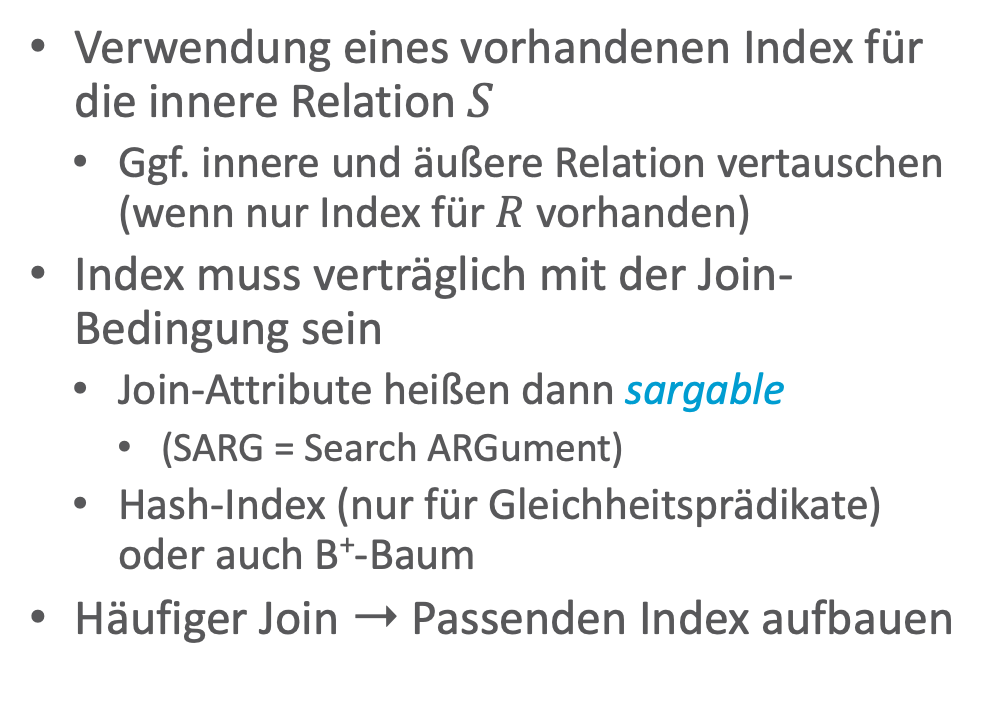 • Verwendung eines vorhandenen Index für
die innere Relation S
• Ggf. innere und äußere Relation vertauschen
(wenn nur Index für R vorhanden)
• Index muss verträglich mit der Join-
Bedingung sein
• Join-Attribute heißen dann sargable
• (SARG = Search ARGument)
• Hash-Index (nur für Gleichheitsprädikate)
oder auch B⁺-Baum
• Häufiger Join → Passenden Index aufbauen